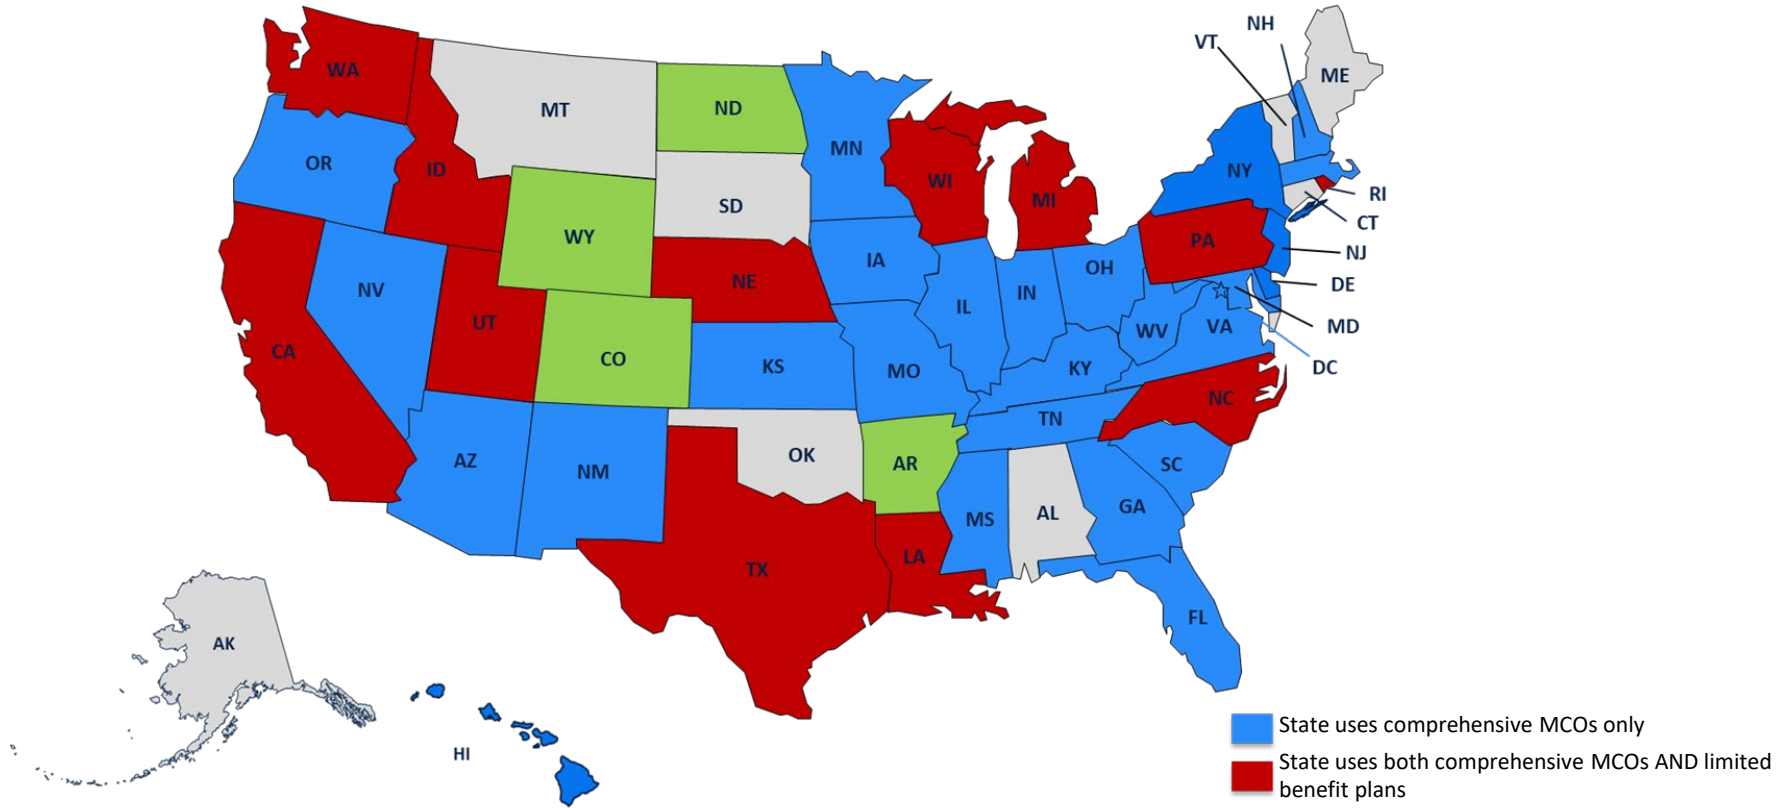 NH
VT
ME
WA
MT
ND
MN
OR
ID
WI
NY
MI
RI
SD
CT
WY
PA
NJ
IA
OH
NE
DE
NV
IN
IL
UT
MD
VA
WV
CA
CO
KS
KY
DC
MO
NC
TN
OK
AZ
AR
SC
NM
GA
AL
MS
LA
TX
FL
AK
State uses comprehensive MCOs only
HI
State uses both comprehensive MCOs AND limited
benefit plans